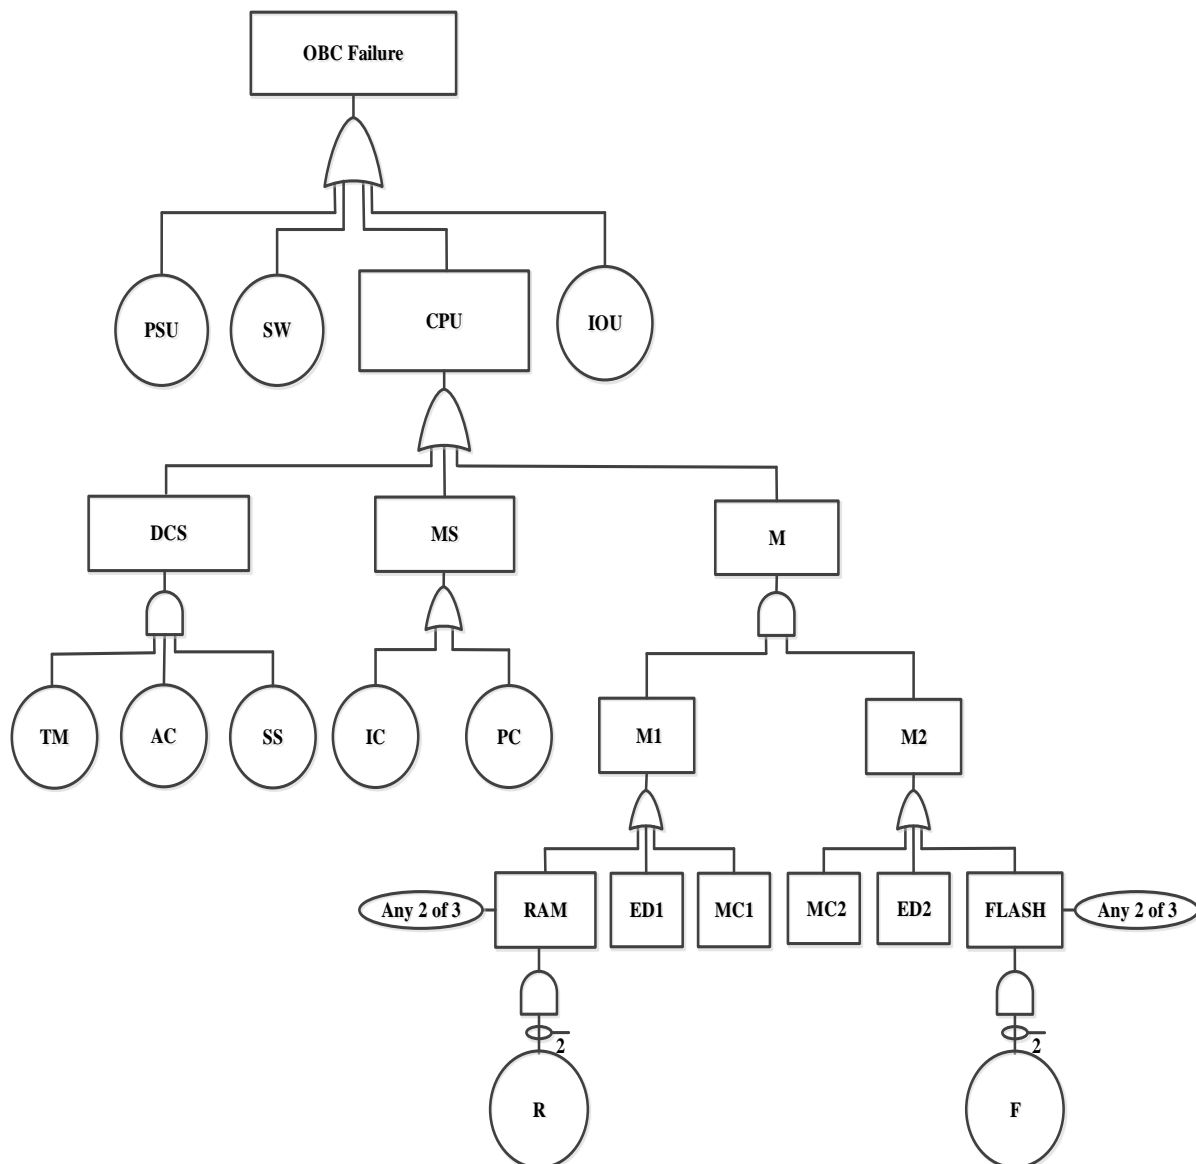 OBC Failure
PSU
SW
CPU
IOU
DCS
MS
M
TM
AC
SS
IC
PC
M1
M2
Any 2 of 3
RAM
ED1
MC1
MC2
ED2
FLASH
Any 2 of 3
2
2
R
F